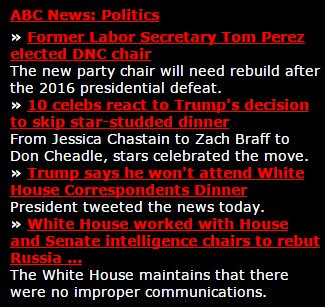 ABC News: Politics
» Former Labor Secretary Tom Perez
elected DNC chair
The new party chair will need rebuild after
the 2016 presidential defeat.
» 10 celebs react to Trump's decision
to skip star-studded dinner
From Jessica Chastain to Zach Braff to
Don Cheadle, stars celebrated the move.
» Trump says he won't attend White
House Correspondents Dinner
President tweeted the news today.
» White House worked with House
and Senate intelligence chairs to rebut
Russia ...
The White House maintains that there
were no improper communications.